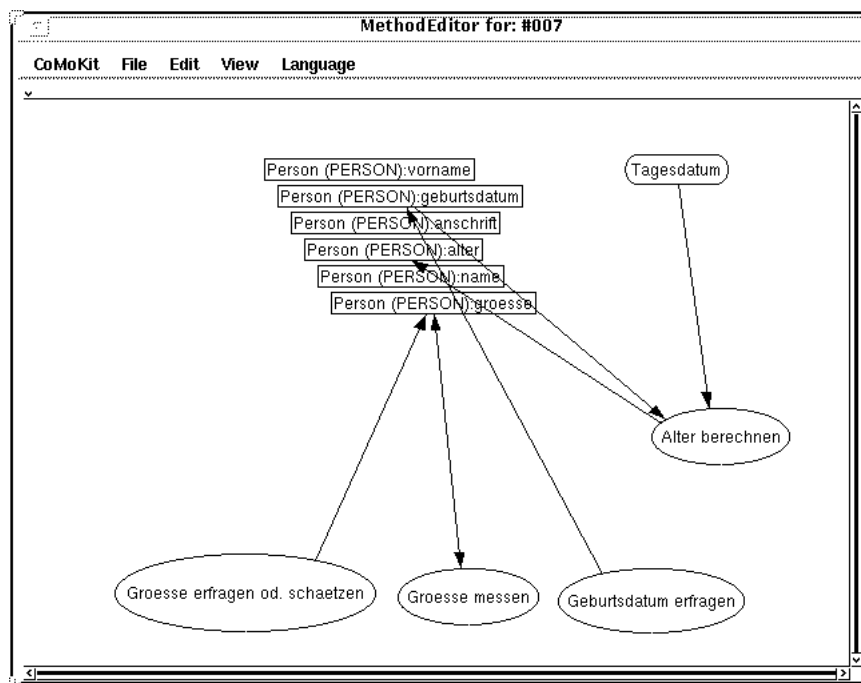 MethodEditor for: #007
CoMoKit File Edit View Language
Person (PERSON):vorname
Tagesdatum
Person (PERSON):geburtsdatum
Person (PERSON):anschrift
Person (PERSON):alter
Person (PERSON):name
Person (PERSON):groesse
Alter berechnen
Groesse erfragen od. schaetzen
Groesse messen
Geburtsdatum erfragen